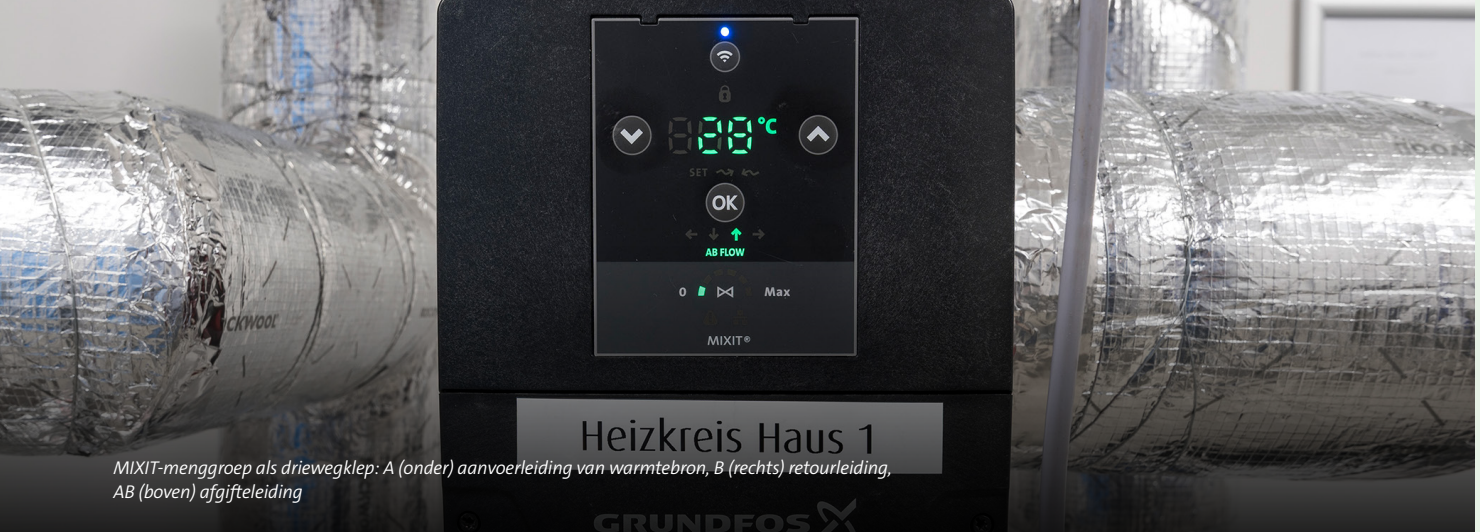 28 °C
SET
OK
AB FLOW
0 Max
MIXIT®
Heizkreis Haus 1
MIXIT-menggroep als driewegklep: A (onder) aanvoerleiding van warmtebron, B (rechts) retourleiding,
AB (boven) afgifteleiding
GRUNDFOS